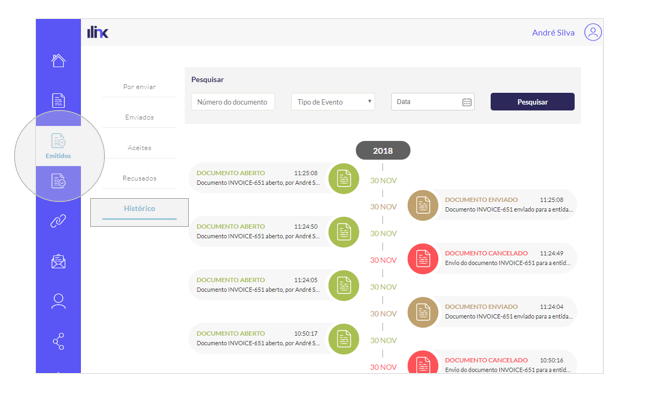 ilink
André Silva
Emitidos
Por enviar
Enviados
Aceites
Recusados
Histórico
Pesquisar
Número do documento
Tipo de Evento
Data
Pesquisar
2018
DOCUMENTO ABERTO 11:25:08
Documento INVOICE-651 aberto, por André S...
30 NOV
30 NOV
DOCUMENTO ENVIADO 11:25:08
Documento INVOICE-651 enviado para a entida...
DOCUMENTO ABERTO 11:24:50
Documento INVOICE-651 aberto, por André S...
30 NOV
30 NOV
DOCUMENTO CANCELADO 11:24:49
Envio do documento INVOICE-651 para a entid...
DOCUMENTO ABERTO 11:24:05
Documento INVOICE-651 aberto, por André S...
30 NOV
30 NOV
DOCUMENTO ENVIADO 11:24:04
Documento INVOICE-651 enviado para a entida...
DOCUMENTO ABERTO 10:50:17
Documento INVOICE-651 aberto, por André S...
30 NOV
30 NOV
DOCUMENTO CANCELADO 10:50:16
Envio do documento INVOICE-651 para a entid...